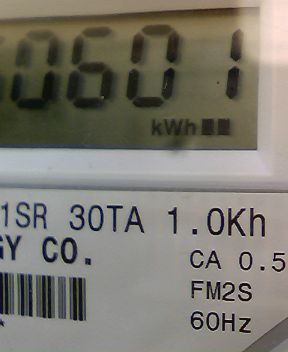 0601
kWh
1SR 30TA 1.0Kh
GY CO.
CA 0.5
FM2S
60Hz